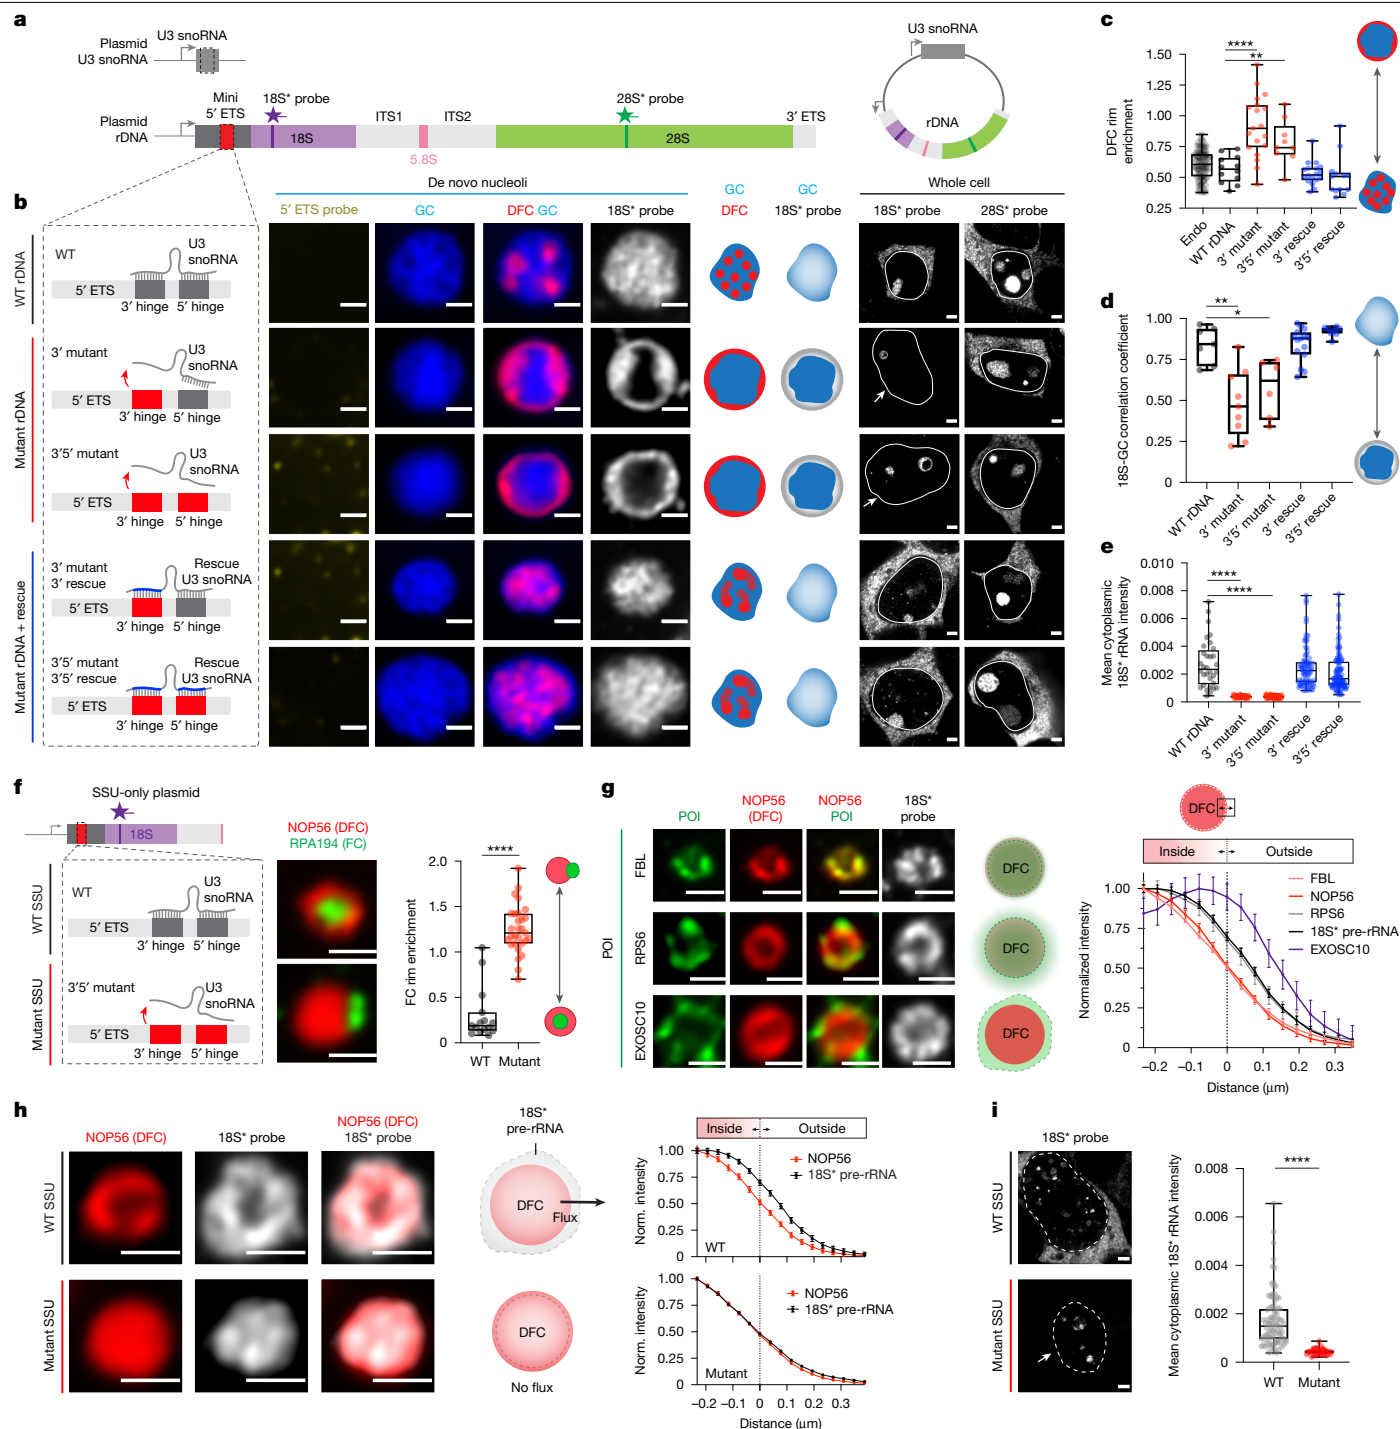 a
Plasmid
U3 snoRNA
U3 snoRNA
Mini
5′ ETS
18S* probe
ITS1
ITS2
28S* probe
3′ ETS
Plasmid
rDNA
18S
28S
5.8S
U3 snoRNA
rDNA
b
De novo nucleoli
Whole cell
5′ ETS probe
GC
DFC GC
18S* probe
GC
DFC
GC
18S* probe
18S* probe
28S* probe
WT rDNA
WT
U3
snoRNA
5′ ETS
3′ hinge
5′ hinge
Mutant rDNA
3′ mutant
U3
snoRNA
5′ ETS
3′ hinge
5′ hinge
3′5′ mutant
U3
snoRNA
5′ ETS
3′ hinge
5′ hinge
Mutant rDNA + rescue
3′ mutant
3′ rescue
Rescue
U3 snoRNA
5′ ETS
3′ hinge
5′ hinge
3′5′ mutant
3′5′ rescue
Rescue
U3 snoRNA
5′ ETS
3′ hinge
5′ hinge
c
DFC rim
enrichment
1.50
1.25
1.00
0.75
0.50
0.25
****
**
Endo
WT rDNA
3′ mutant
3′5′ mutant
3′ rescue
3′5′ rescue
d
18S-GC correlation coefficient
1.00
0.75
0.50
0.25
0
**
*
WT rDNA
3′ mutant
3′5′ mutant
3′ rescue
3′5′ rescue
e
Mean cytoplasmic
18S* rRNA intensity
0.010
0.008
0.006
0.004
0.002
0
****
****
WT rDNA
3′ mutant
3′5′ mutant
3′ rescue
3′5′ rescue
f
SSU-only plasmid
18S
NOP56 (DFC)
RPA194 (FC)
WT SSU
WT
U3
snoRNA
5′ ETS
3′ hinge
5′ hinge
Mutant SSU
3′5′ mutant
U3
snoRNA
5′ ETS
3′ hinge
5′ hinge
FC rim enrichment
2.0
1.5
1.0
0.5
0
****
WT
Mutant
g
POI
NOP56
(DFC)
NOP56
POI
18S*
probe
POI
FBL
RPS6
EXOSC10
DFC
DFC
DFC
DFC
Inside
Outside
Normalized intensity
1.00
0.75
0.50
0.25
0
FBL
NOP56
RPS6
18S* pre-rRNA
EXOSC10
−0.2
−0.1
0
0.1
0.2
0.3
Distance (μm)
h
NOP56 (DFC)
18S* probe
NOP56 (DFC)
18S* probe
WT SSU
Mutant SSU
18S*
pre-rRNA
DFC
Flux
DFC
No flux
Inside
Outside
Norm. intensity
1.00
0.75
0.50
0.25
0
NOP56
18S* pre-rRNA
WT
Norm. intensity
1.00
0.75
0.50
0.25
0
NOP56
18S* pre-rRNA
Mutant
−0.2
−0.1
0
0.1
0.2
0.3
Distance (μm)
i
18S* probe
WT SSU
Mutant SSU
Mean cytoplasmic 18S* rRNA intensity
0.008
0.006
0.004
0.002
0
****
WT
Mutant